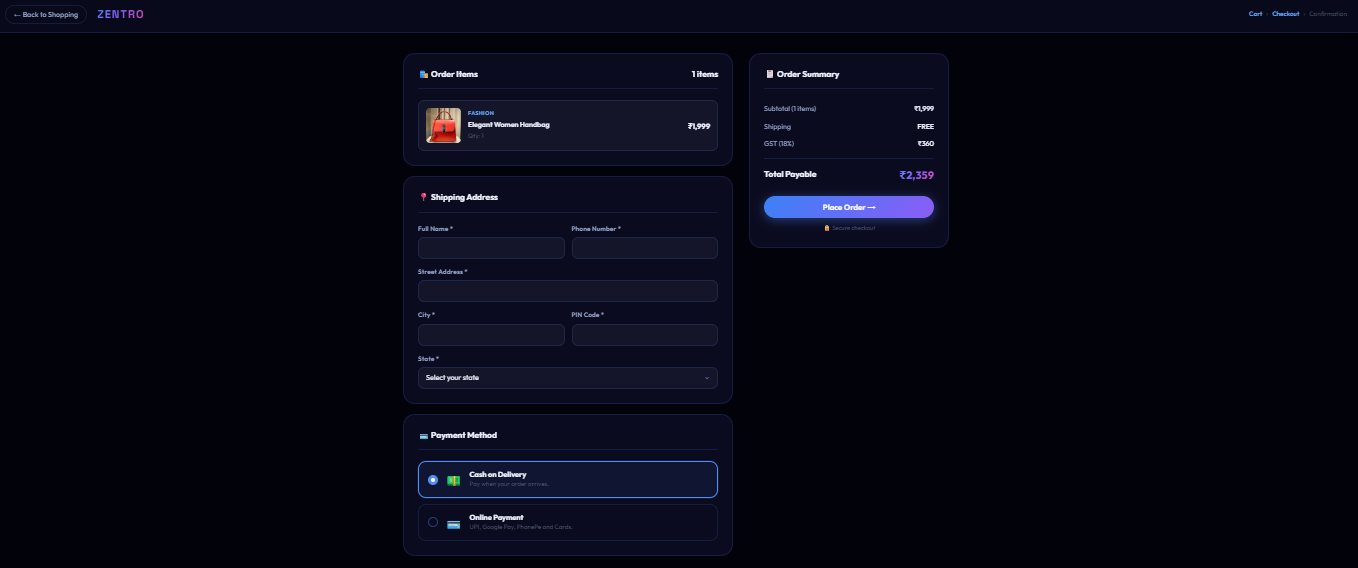 ← Back to Shopping
ZENTRO
Cart › Checkout › Confirmation
Order Items
1 items
FASHION
Elegant Women Handbag
Qty: 1
₹1,999
Shipping Address
Full Name *
Phone Number *
Street Address *
City *
PIN Code *
State *
Select your state
Payment Method
Cash on Delivery
Pay when your order arrives.
Online Payment
UPI, Google Pay, PhonePe and Cards.
Order Summary
Subtotal (1 items)
₹1,999
Shipping
FREE
GST (18%)
₹360
Total Payable
₹2,359
Place Order →
Secure checkout